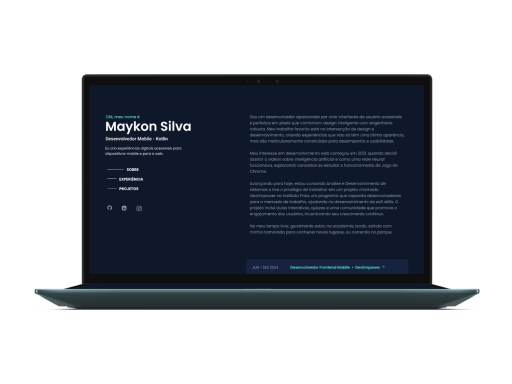 Olá, meu nome é
Maykon Silva
Desenvolvedor Mobile - Kotlin
Eu crio experiências digitais acessíveis para
dispositivos mobile e para a web.
SOBRE
EXPERIÊNCIA
PROJETOS
Sou um desenvolvedor apaixonado por criar interfaces de usuário acessíveis
e perfeitas em pixels que combinam design inteligente com engenharia
robusta. Meu trabalho favorito está na intersecção de design e
desenvolvimento, criando experiências que não só têm uma ótima aparência,
mas são meticulosamente construídas para desempenho e usabilidade.
Meu interesse em desenvolvimento web começou em 2021, quando decidi
assistir a vídeos sobre inteligência artificial e como uma rede neural
funcionava, explorando conceitos ao estudar o funcionamento do Jogo do
Chrome.
Avançando para hoje, estou cursando Análise e Desenvolvimento de
sistemas e tive o privilégio de trabalhar em um projeto chamado
DevEmpower no Instituto Proa, um programa que capacita desenvolvedores
para o mercado de trabalho, ajudando no desenvolvimento da soft skills. O
projeto inclui aulas interativas, quizzes e uma comunidade que promove o
engajamento dos usuários, incentivando seu crescimento contínuo.
No meu tempo livre, geralmente estou na academia, lendo, saindo com
minha namorada para conhecer novos lugares, ou correndo no parque.
JUN - DEZ 2024
Desenvolvedor Frontend Mobile • DevEmpower